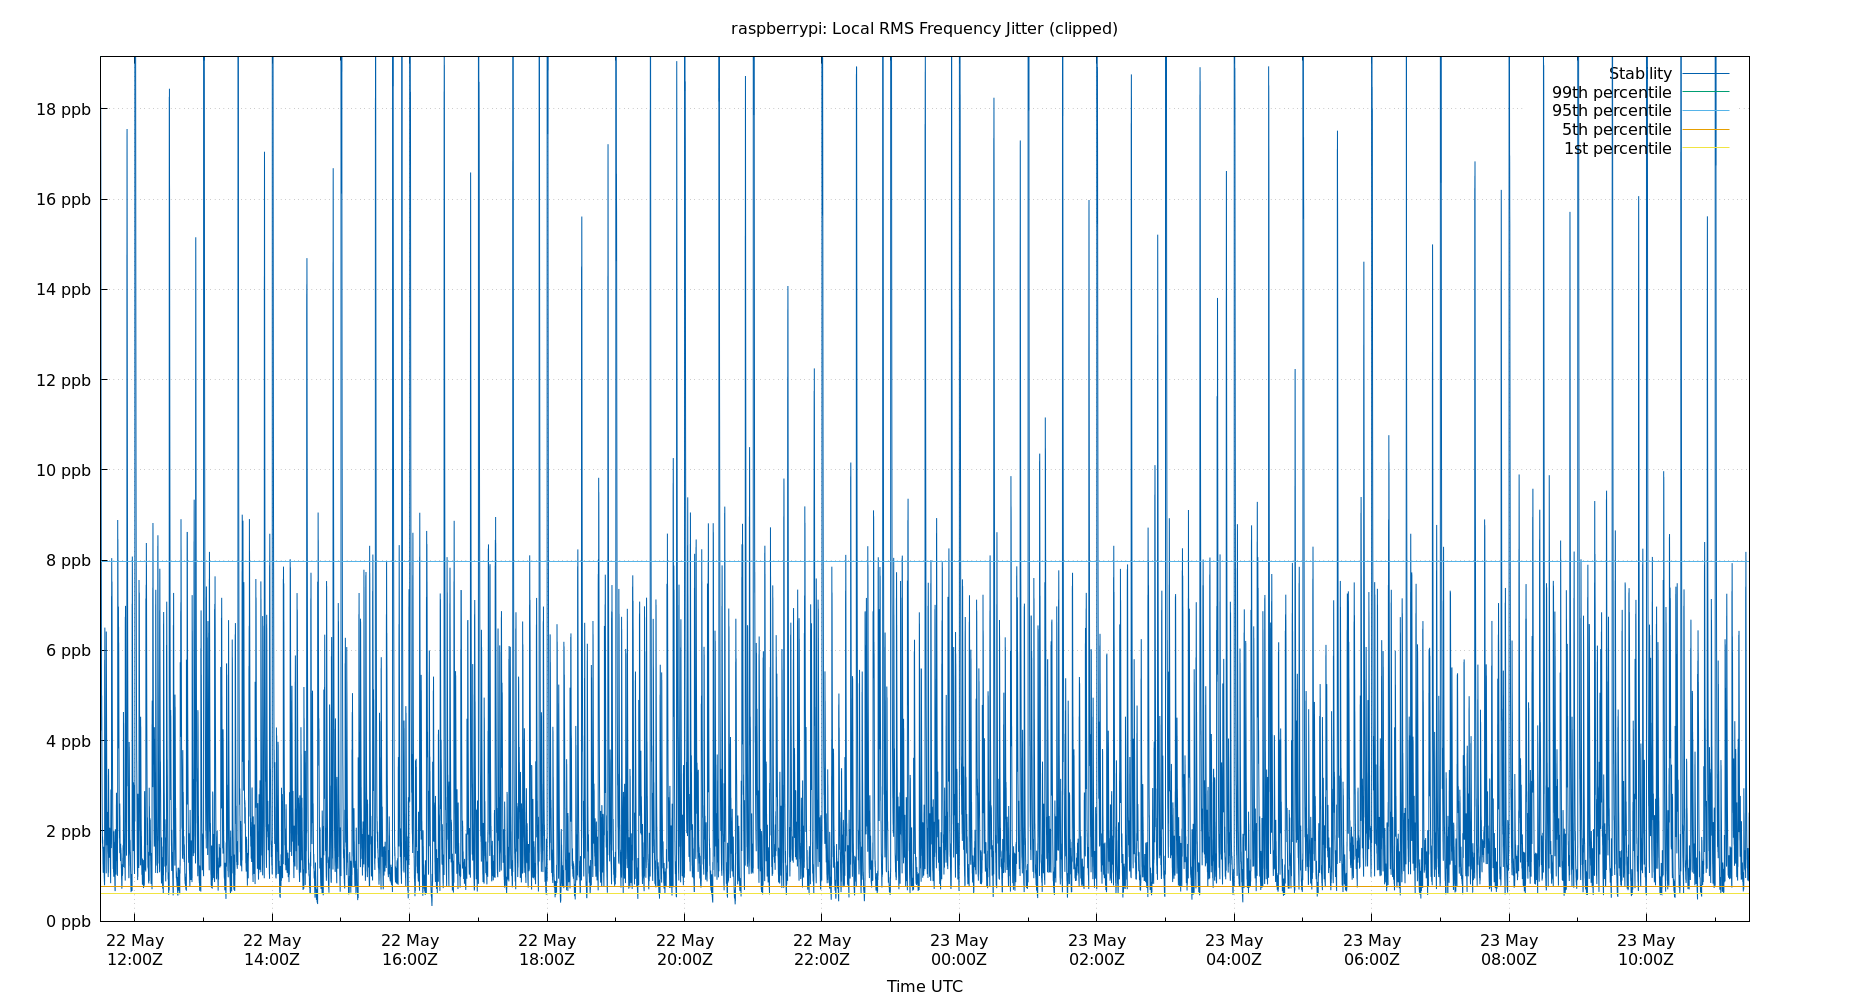 raspberrypi: Local RMS Frequency Jitter (clipped)
Stability
99th percentile
95th percentile
5th percentile
1st percentile
18 ppb
16 ppb
14 ppb
12 ppb
10 ppb
8 ppb
6 ppb
4 ppb
2 ppb
0 ppb
22 May 22 May 22 May 22 May 22 May 22 May 23 May 23 May 23 May 23 May 23 May 23 May
12:00Z 14:00Z 16:00Z 18:00Z 20:00Z 22:00Z 00:00Z 02:00Z 04:00Z 06:00Z 08:00Z 10:00Z
Time UTC